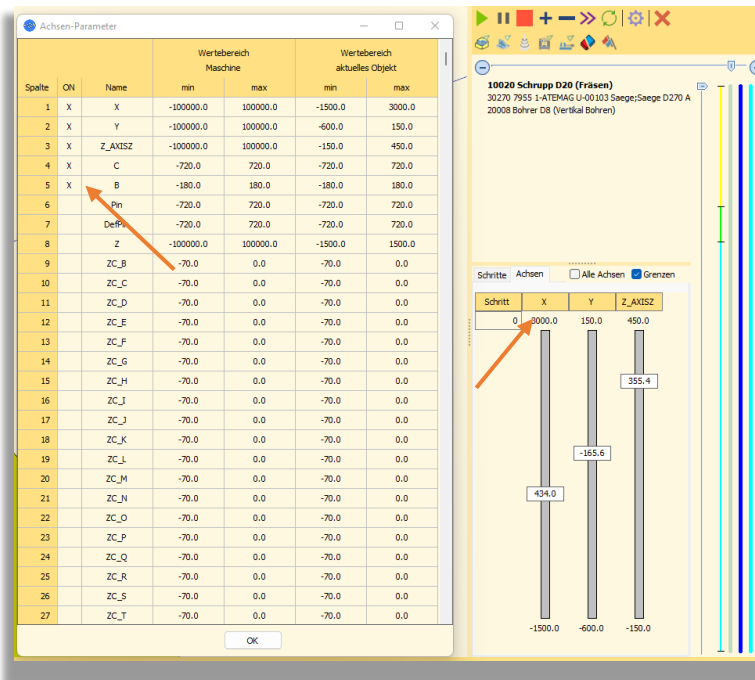 Achsen-Parameter
Wertebereich Maschine Wertebereich aktuelles Objekt
Spalte ON Name min max min max
1 X X -100000.0 100000.0 -1500.0 3000.0
2 X Y -100000.0 100000.0 -600.0 150.0
3 X Z_AXISZ -100000.0 100000.0 -150.0 450.0
4 X C -720.0 720.0 -720.0 720.0
5 X B -180.0 180.0 -180.0 180.0
6 Pin -720.0 720.0 -720.0 720.0
7 -720.0 720.0 -720.0 720.0
8 Z -100000.0 100000.0 -1500.0 1500.0
9 ZC_B -70.0 0.0 -70.0 0.0
10 ZC_C -70.0 0.0 -70.0 0.0
11 ZC_D -70.0 0.0 -70.0 0.0
12 ZC_E -70.0 0.0 -70.0 0.0
13 ZC_F -70.0 0.0 -70.0 0.0
14 ZC_G -70.0 0.0 -70.0 0.0
15 ZC_H -70.0 0.0 -70.0 0.0
16 ZC_I -70.0 0.0 -70.0 0.0
17 ZC_J -70.0 0.0 -70.0 0.0
18 ZC_K -70.0 0.0 -70.0 0.0
19 ZC_L -70.0 0.0 -70.0 0.0
20 ZC_M -70.0 0.0 -70.0 0.0
21 ZC_N -70.0 0.0 -70.0 0.0
22 ZC_O -70.0 0.0 -70.0 0.0
23 ZC_P -70.0 0.0 -70.0 0.0
24 ZC_Q -70.0 0.0 -70.0 0.0
25 ZC_R -70.0 0.0 -70.0 0.0
26 ZC_S -70.0 0.0 -70.0 0.0
27 ZC_T -70.0 0.0 -70.0 0.0
OK
10020 Schrupp D20 (Fräsen)
30270 7955 1-ATEMAG U-00103 Saege;Saege D270 A
20008 Bohrer D8 (Vertikal Bohren)
Schritte Achsen Alle Achsen Grenzen
Schritt X Y Z_AXISZ
0 3000.0 150.0 450.0
355.4
-165.6
434.0
-1500.0 -600.0 -150.0